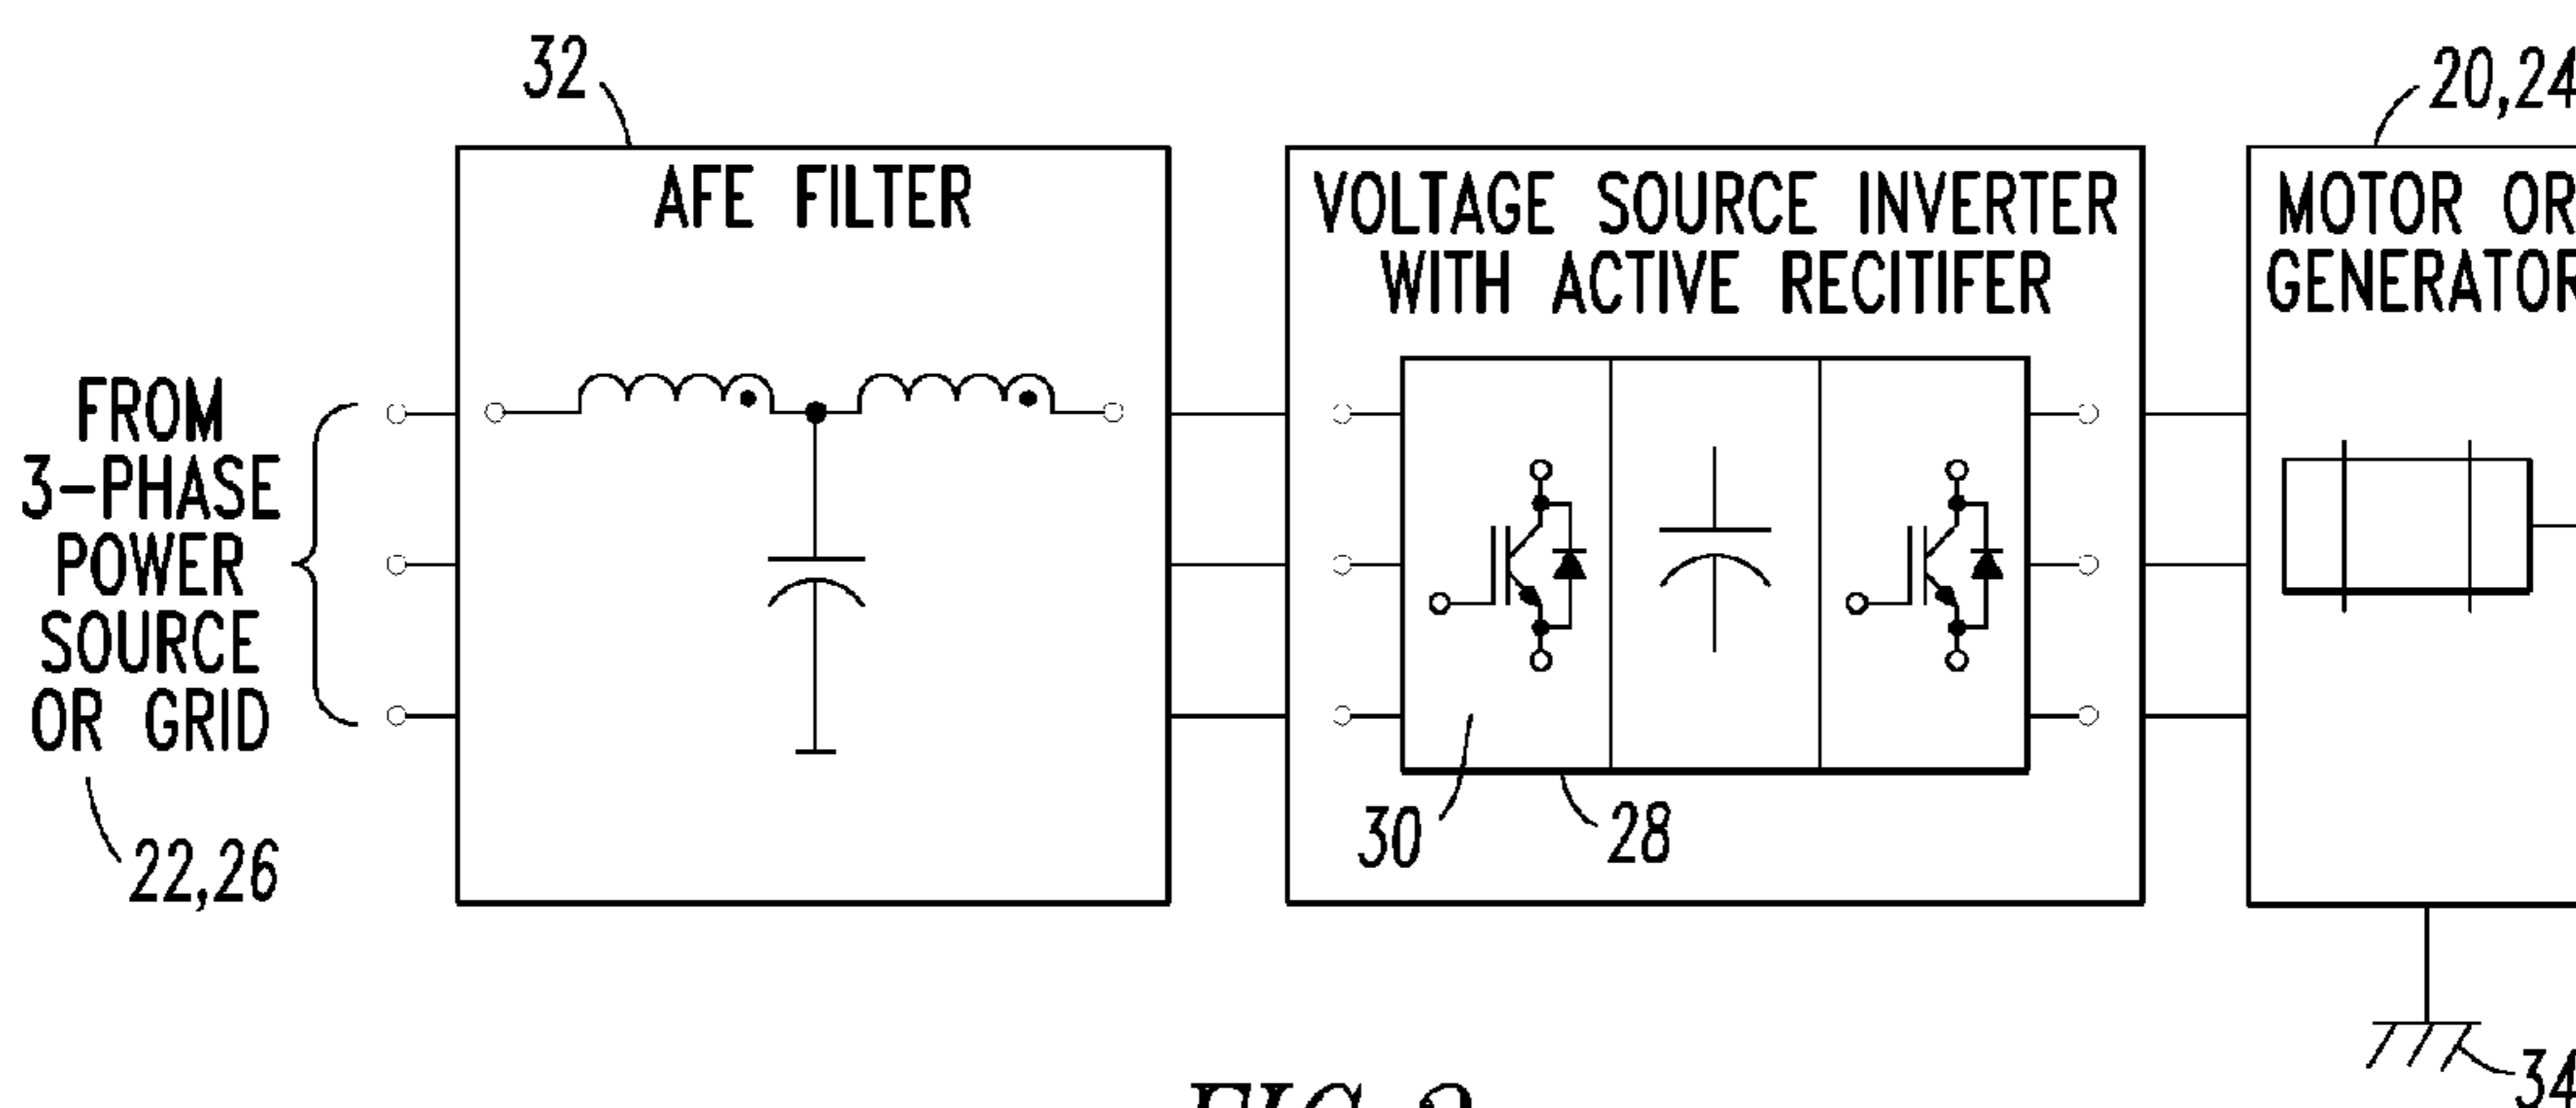 32
20,24
AFE FILTER
VOLTAGE SOURCE INVERTER
WITH ACTIVE RECITIFER
MOTOR OR
GENERATOR
FROM
3-PHASE
POWER
SOURCE
OR GRID
22,26
30
28
34